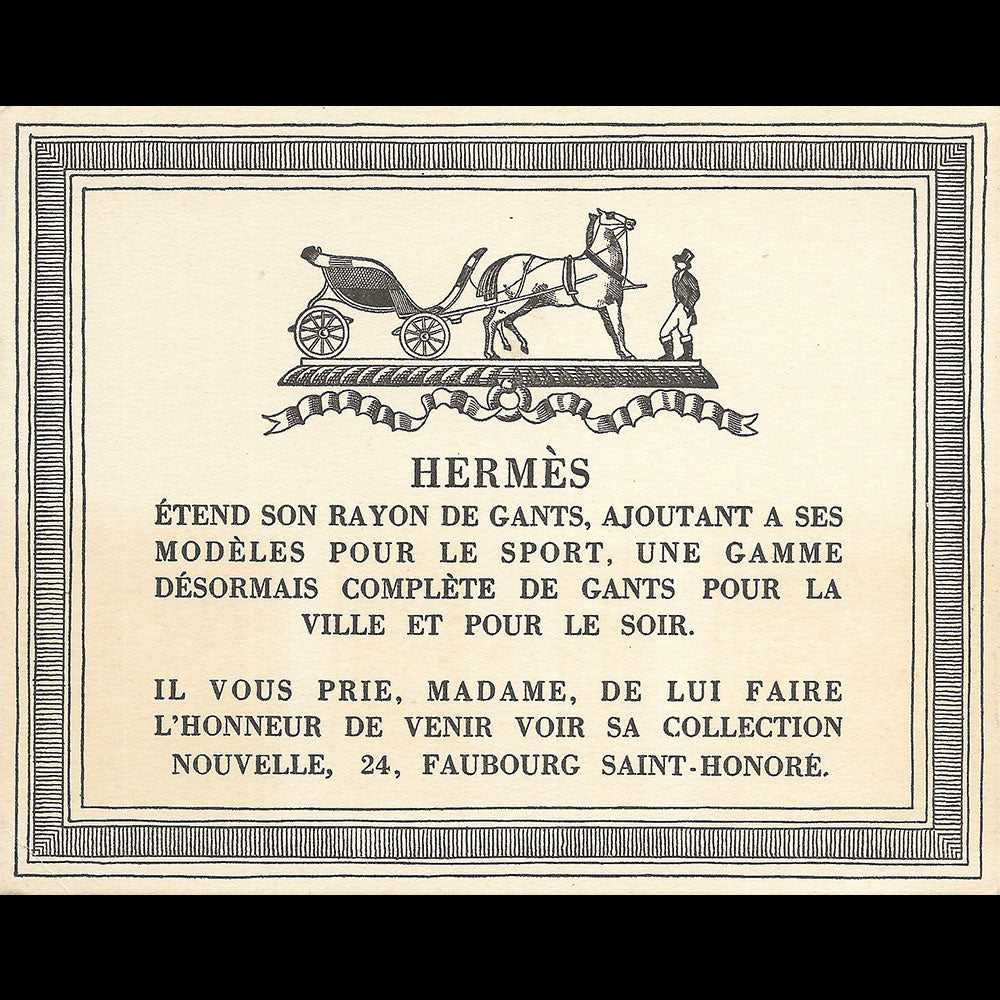 HERMÈS
ÉTEND SON RAYON DE GANTS, AJOUTANT A SES
MODÈLES POUR LE SPORT, UNE GAMME
DÉSORMAIS COMPLÈTE DE GANTS POUR LA
VILLE ET POUR LE SOIR.
IL VOUS PRIE, MADAME, DE LUI FAIRE
L'HONNEUR DE VENIR VOIR SA COLLECTION
NOUVELLE, 24, FAUBOURG SAINT-HONORÉ.